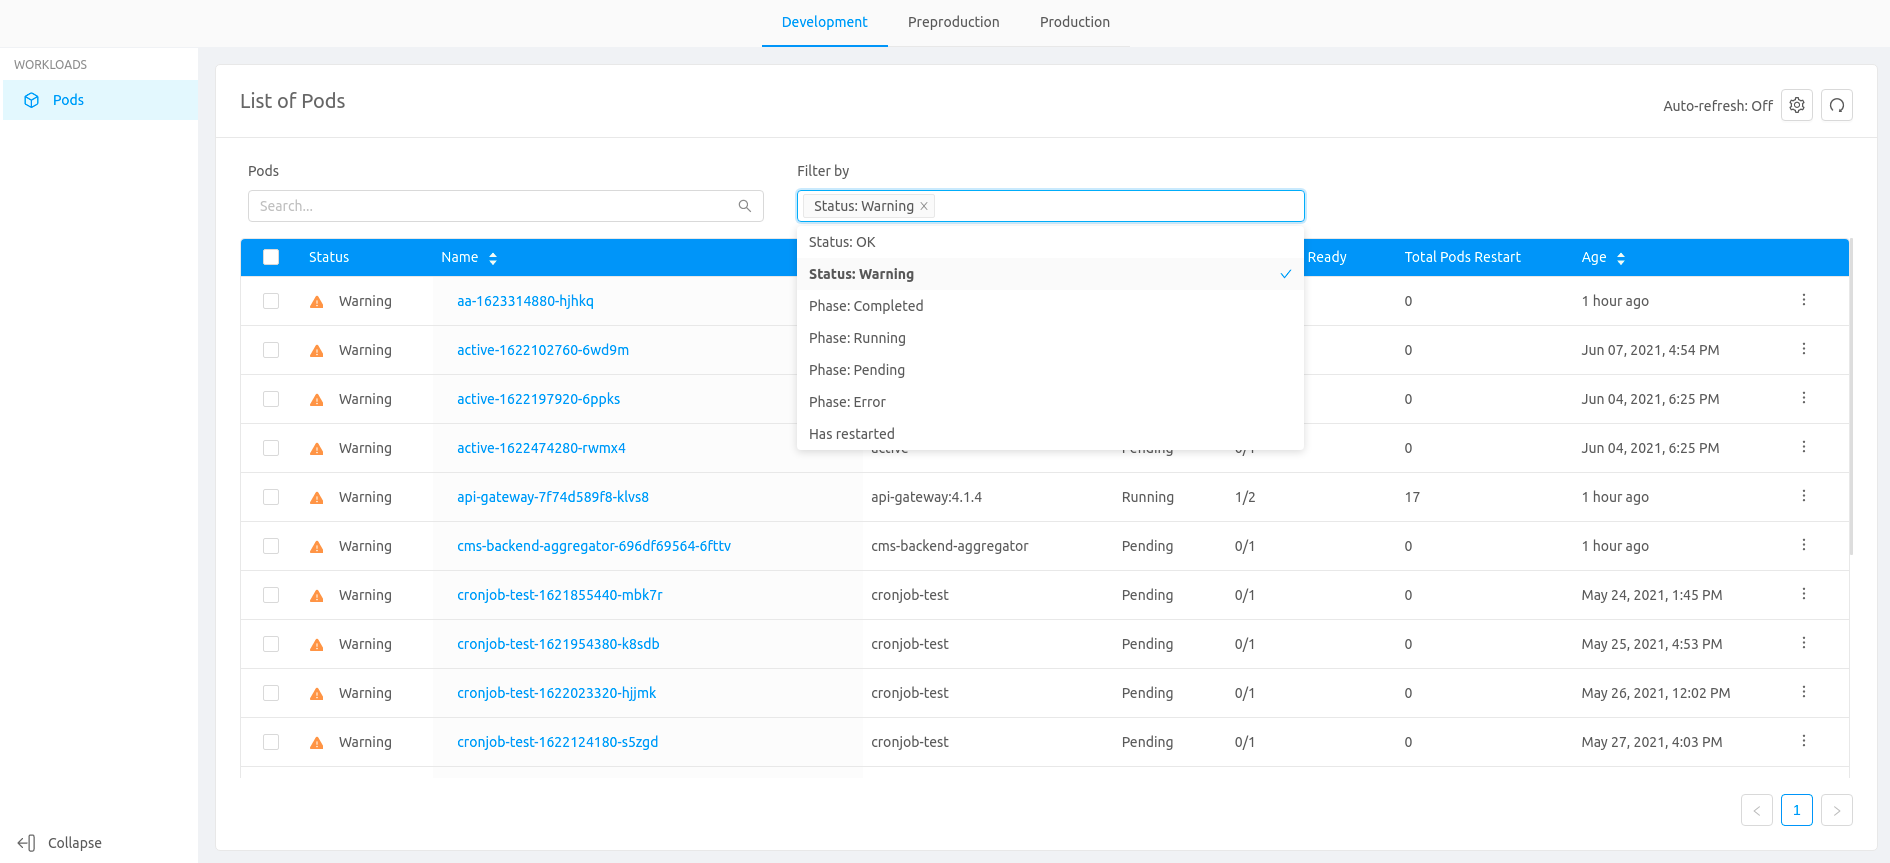 Development Preproduction Production
WORKLOADS
Pods
List of Pods
Auto-refresh: Off
Pods
Filter by
Search...
Status: Warning
Status: OK
Status: Warning
Phase: Completed
Phase: Running
Phase: Pending
Phase: Error
Has restarted
Status Name Ready Total Pods Restart Age
Warning aa-1623314880-hjhkq 0 1 hour ago
Warning active-1622102760-6wd9m 0 Jun 07, 2021, 4:54 PM
Warning active-1622197920-6ppks 0 Jun 04, 2021, 6:25 PM
Warning active-1622474280-rwmx4 active Pending 0/1 0 Jun 04, 2021, 6:25 PM
Warning api-gateway-7f74d589f8-klvs8 api-gateway:4.1.4 Running 1/2 17 1 hour ago
Warning cms-backend-aggregator-696df69564-6fttv cms-backend-aggregator Pending 0/1 0 1 hour ago
Warning cronjob-test-1621855440-mbk7r cronjob-test Pending 0/1 0 May 24, 2021, 1:45 PM
Warning cronjob-test-1621954380-k8sdb cronjob-test Pending 0/1 0 May 25, 2021, 4:53 PM
Warning cronjob-test-1622023320-hjjmk cronjob-test Pending 0/1 0 May 26, 2021, 12:02 PM
Warning cronjob-test-1622124180-s5zgd cronjob-test Pending 0/1 0 May 27, 2021, 4:03 PM
1
Collapse